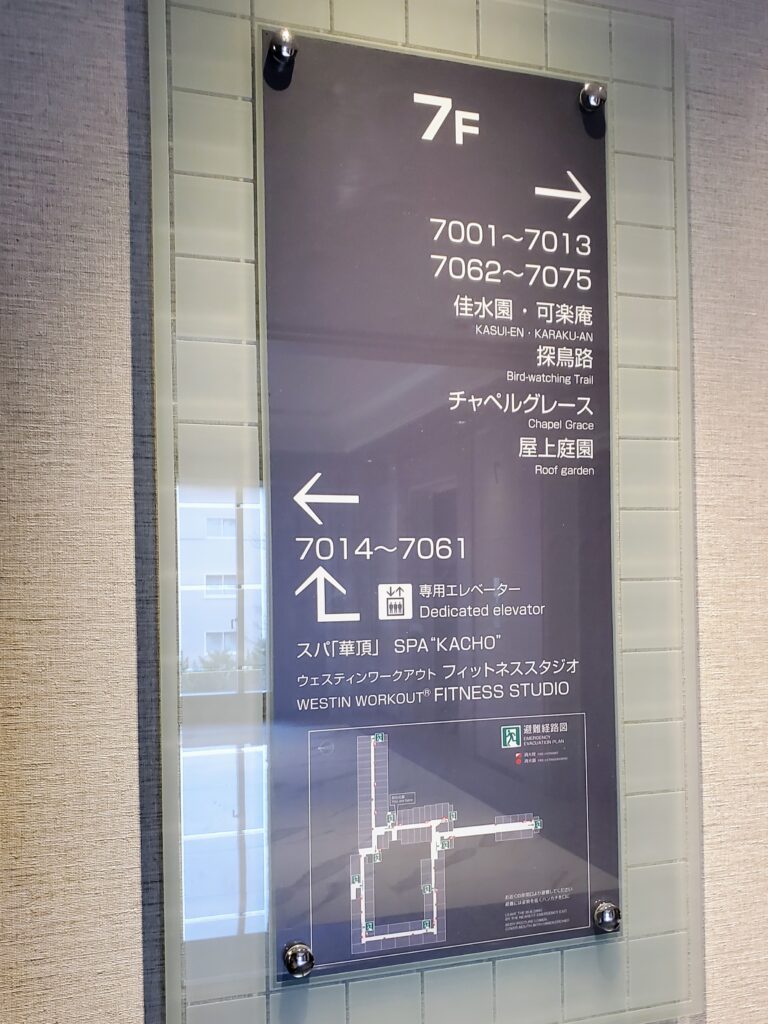 7F
→
7001～7013
7062～7075
佳水園・可楽庵
KASUI-EN・KARAKU-AN
探鳥路
Bird-watching Trail
チャペルグレース
Chapel Grace
屋上庭園
Roof garden
←
7014～7061
専用エレベーター
Dedicated elevator
スパ「華頂」 SPA“KACHO”
ウェスティンワークアウト フィットネススタジオ
WESTIN WORKOUT® FITNESS STUDIO
避難経路図
EMERGENCY
EVACUATION PLAN